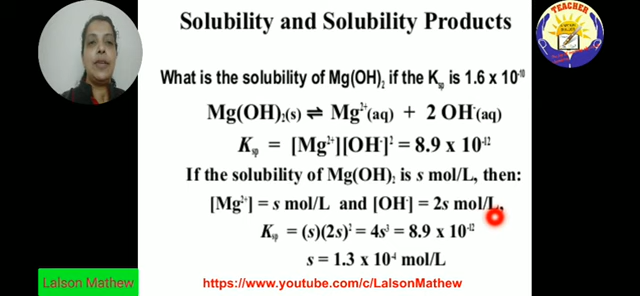 Solubility and Solubility Products
TEACHER
What is the solubility of Mg(OH)₂ if the Kₛₚ is 1.6 x 10⁻¹⁰
Mg(OH)₂(s) ⇌ Mg²⁺(aq) + 2 OH⁻(aq)
Kₛₚ = [Mg²⁺][OH⁻]² = 8.9 x 10⁻¹²
If the solubility of Mg(OH)₂ is s mol/L, then:
[Mg²⁺] = s mol/L and [OH⁻] = 2s mol/L,
Kₛₚ = (s)(2s)² = 4s³ = 8.9 x 10⁻¹²
s = 1.3 x 10⁻⁴ mol/L
Lalson Mathew
https://www.youtube.com/c/LalsonMathew